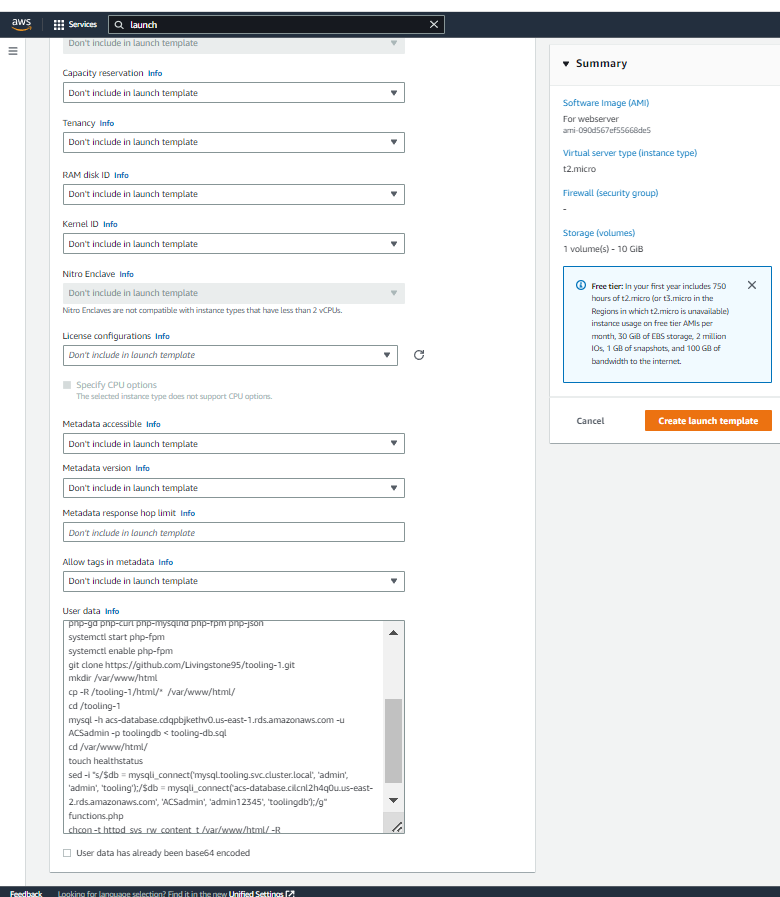 aws
Services
launch
Don't include in launch template
Capacity reservation Info
Don't include in launch template
Tenancy Info
Don't include in launch template
RAM disk ID Info
Don't include in launch template
Kernel ID Info
Don't include in launch template
Nitro Enclave Info
Don't include in launch template
Nitro Enclaves are not compatible with instance types that have less than 2 vCPUs.
License configurations Info
Don't include in launch template
Specify CPU options
The selected instance type does not support CPU options.
Metadata accessible Info
Don't include in launch template
Metadata version Info
Don't include in launch template
Metadata response hop limit Info
Don't include in launch template
Allow tags in metadata Info
Don't include in launch template
User data Info
php-gd php-curl php-mysqlnd php-fpm php-json
systemctl start php-fpm
systemctl enable php-fpm
git clone https://github.com/Livingstone95/tooling-1.git
mkdir /var/www/html
cp -R /tooling-1/html/*  /var/www/html/
cd /tooling-1
mysql -h acs-database.cdqpbjkethv0.us-east-1.rds.amazonaws.com -u
ACSadmin -p toolingdb < tooling-db.sql
cd /var/www/html/
touch healthstatus
sed -i "s/$db = mysqli_connect('mysql.tooling.svc.cluster.local', 'admin',
'admin', 'tooling');/$db = mysqli_connect('acs-database.cilcnl2h4q0u.us-east-
2.rds.amazonaws.com', 'ACSadmin', 'admin12345', 'toolingdb');/g"
functions.php
chcon -t httpd_sys_rw_content_t /var/www/html/ -R
User data has already been base64 encoded
Summary
Software Image (AMI)
For webserver
ami-090d567ef55668de5
Virtual server type (instance type)
t2.micro
Firewall (security group)
-
Storage (volumes)
1 volume(s) - 10 GiB
Free tier: In your first year includes 750
hours of t2.micro (or t3.micro in the
Regions in which t2.micro is unavailable)
instance usage on free tier AMIs per
month, 30 GiB of EBS storage, 2 million
IOs, 1 GB of snapshots, and 100 GB of
bandwidth to the internet.
Cancel
Create launch template
Feedback
Looking for language selection? Find it in the new Unified Settings